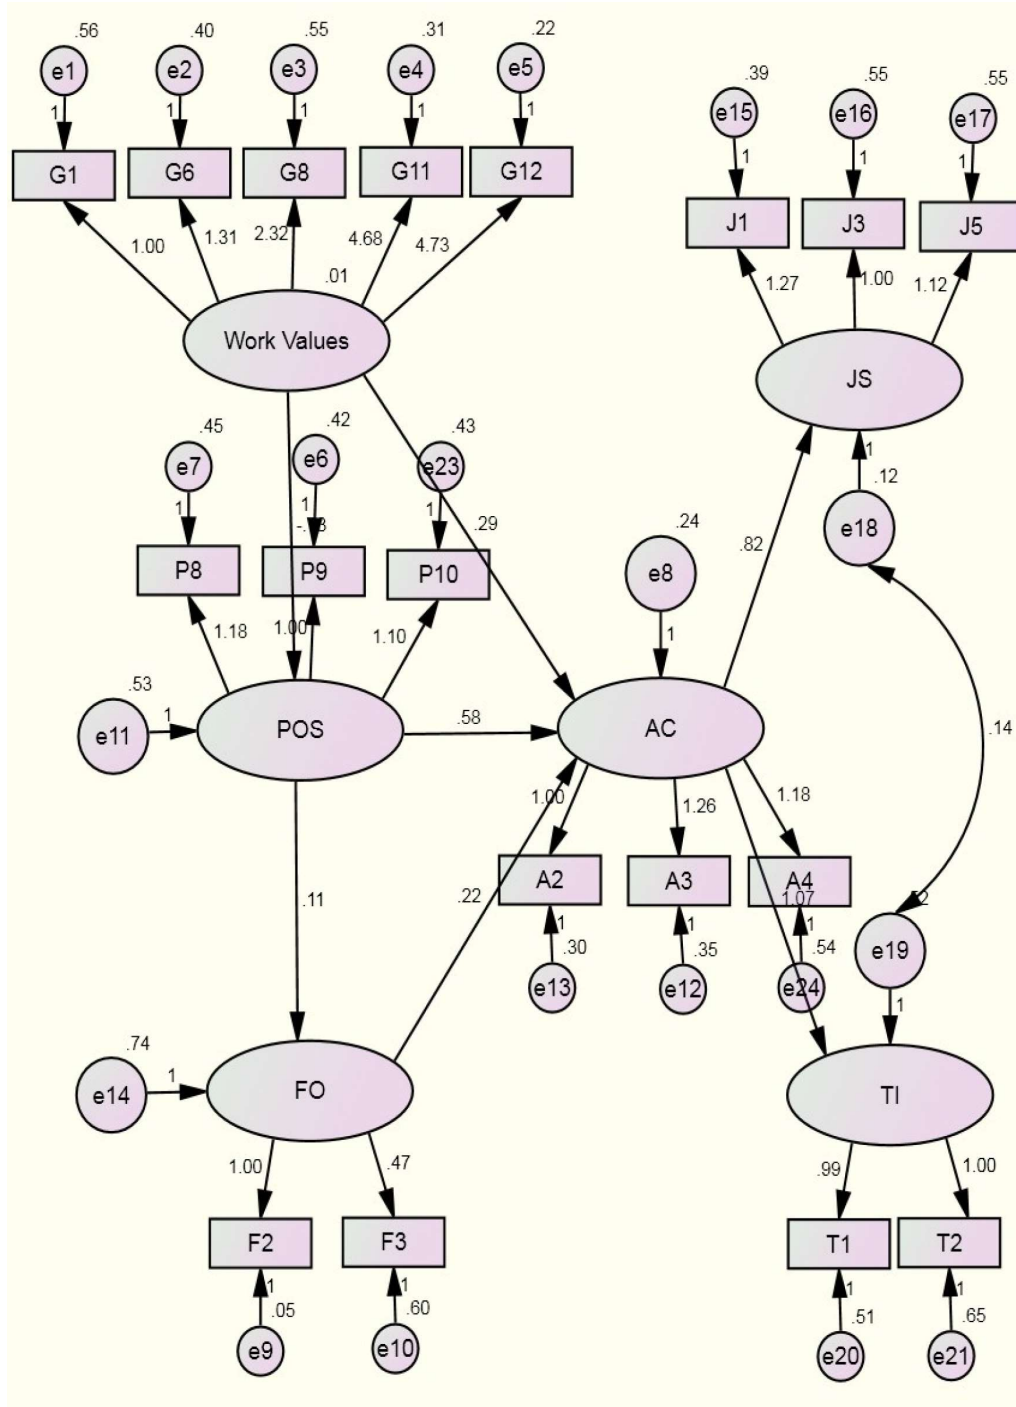 .56 .40 .55 .31 .22
e1 e2 e3 e4 e5
1 1 1 1 1
G1 G6 G8 G11 G12
1.00 1.31 2.32 4.68 4.73
.01
Work Values
.39 .55 .55
e15 e16 e17
1 1 1
J1 J3 J5
1.27 1.00 1.12
JS
1
.12
e18
.45 .42 .43
e7 e6 e23
1 1 1
P8 P9 P10
1.18 1.00 1.10
.29
.24
e8
1
.82
.53
e11 1 POS
.58
AC
.14
1.00 1.26 1.18
A2 A3 A4
1.07
1 1 1
.30 .35 .54
e13 e12 e24
e19
1
.11
.22
.74
e14 1 FO
TI
1.00 .47
F2 F3
1 1
.05 .60
e9 e10
.99 1.00
T1 T2
1 1
.51 .65
e20 e21